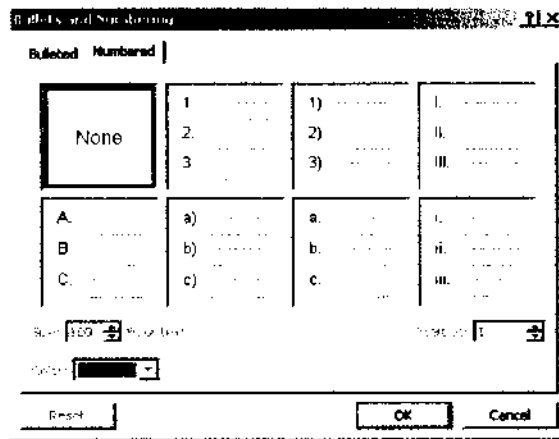 Bullets and Numbering ? X
Bulleted Numbered
None
1
2.
3
1)
2)
3)
I.
II.
III.
A.
B
C.
a)
b)
c)
a.
b.
c.
i.
ii.
iii.
Reset OK Cancel